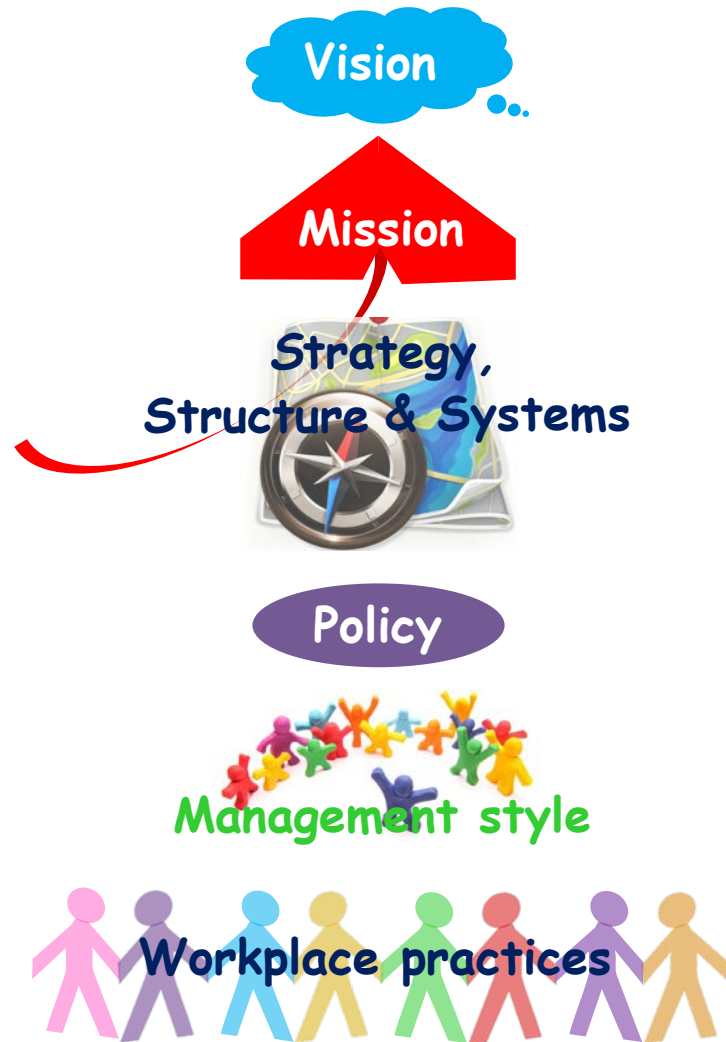 Vision
Mission
Strategy,
Structure & Systems
Policy
Management style
Workplace practices